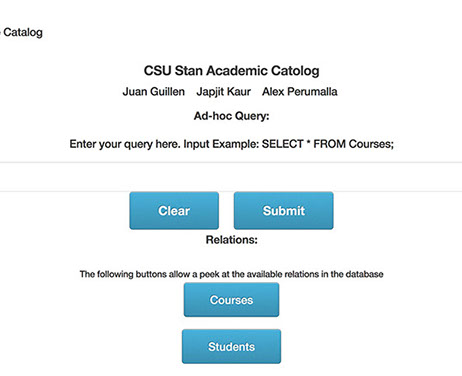 Catalog
CSU Stan Academic Catolog
Juan Guillen Japjit Kaur Alex Perumalla
Ad-hoc Query:
Enter your query here. Input Example: SELECT * FROM Courses;
Clear Submit
Relations:
The following buttons allow a peek at the available relations in the database
Courses
Students